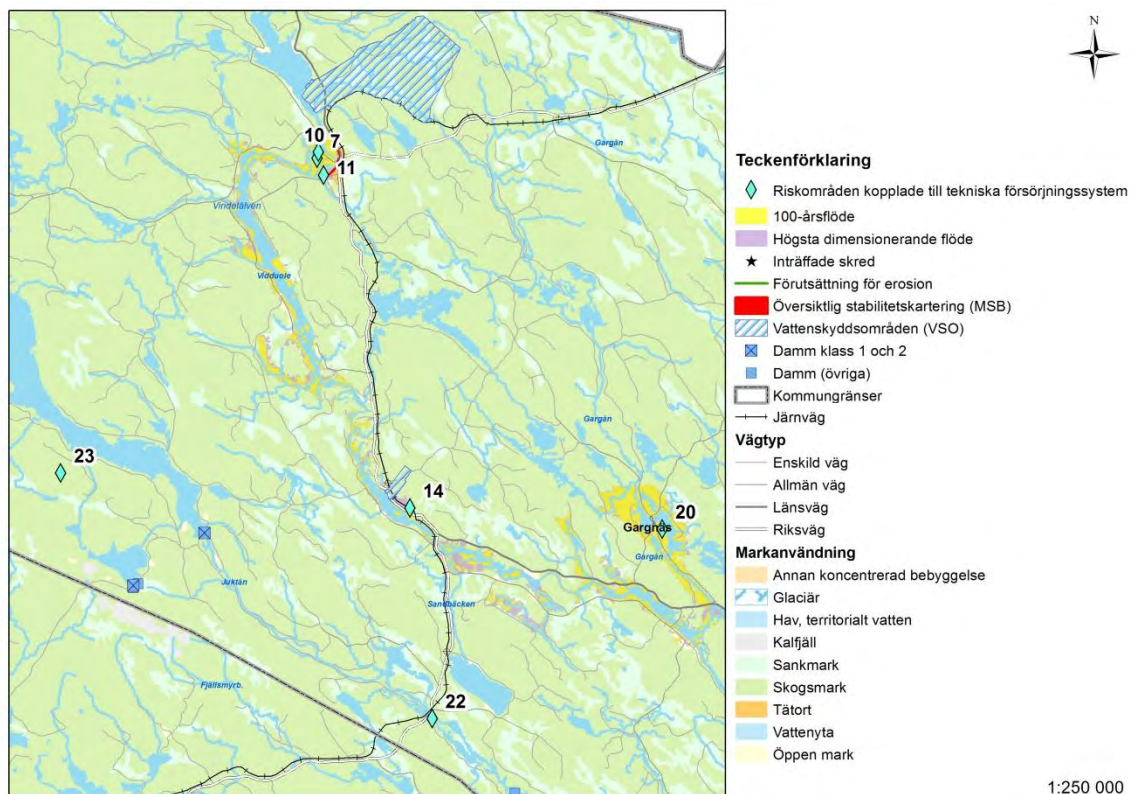 N
Gargån
10
7
11
Vindelälven
Vidduole
Gargån
23
14
20
Gargnäs
Gargån
Juktån
Sandbäcken
Fjällsmyrb.
22
Teckenförklaring
Riskområden kopplade till tekniska försörjningssystem
100-årsflöde
Högsta dimensionerande flöde
Inträffade skred
Förutsättning för erosion
Översiktlig stabilitetskartering (MSB)
Vattenskyddsområden (VSO)
Damm klass 1 och 2
Damm (övriga)
Kommungränser
Järnväg
Vägtyp
Enskild väg
Allmän väg
Länsväg
Riksväg
Markanvändning
Annan koncentrerad bebyggelse
Glaciär
Hav, territorialt vatten
Kalfjäll
Sankmark
Skogsmark
Tätort
Vattenyta
Öppen mark
1:250 000